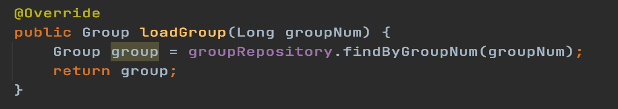 @Override
public Group loadGroup(Long groupNum) {
    Group group = groupRepository.findByGroupNum(groupNum);
    return group;
}